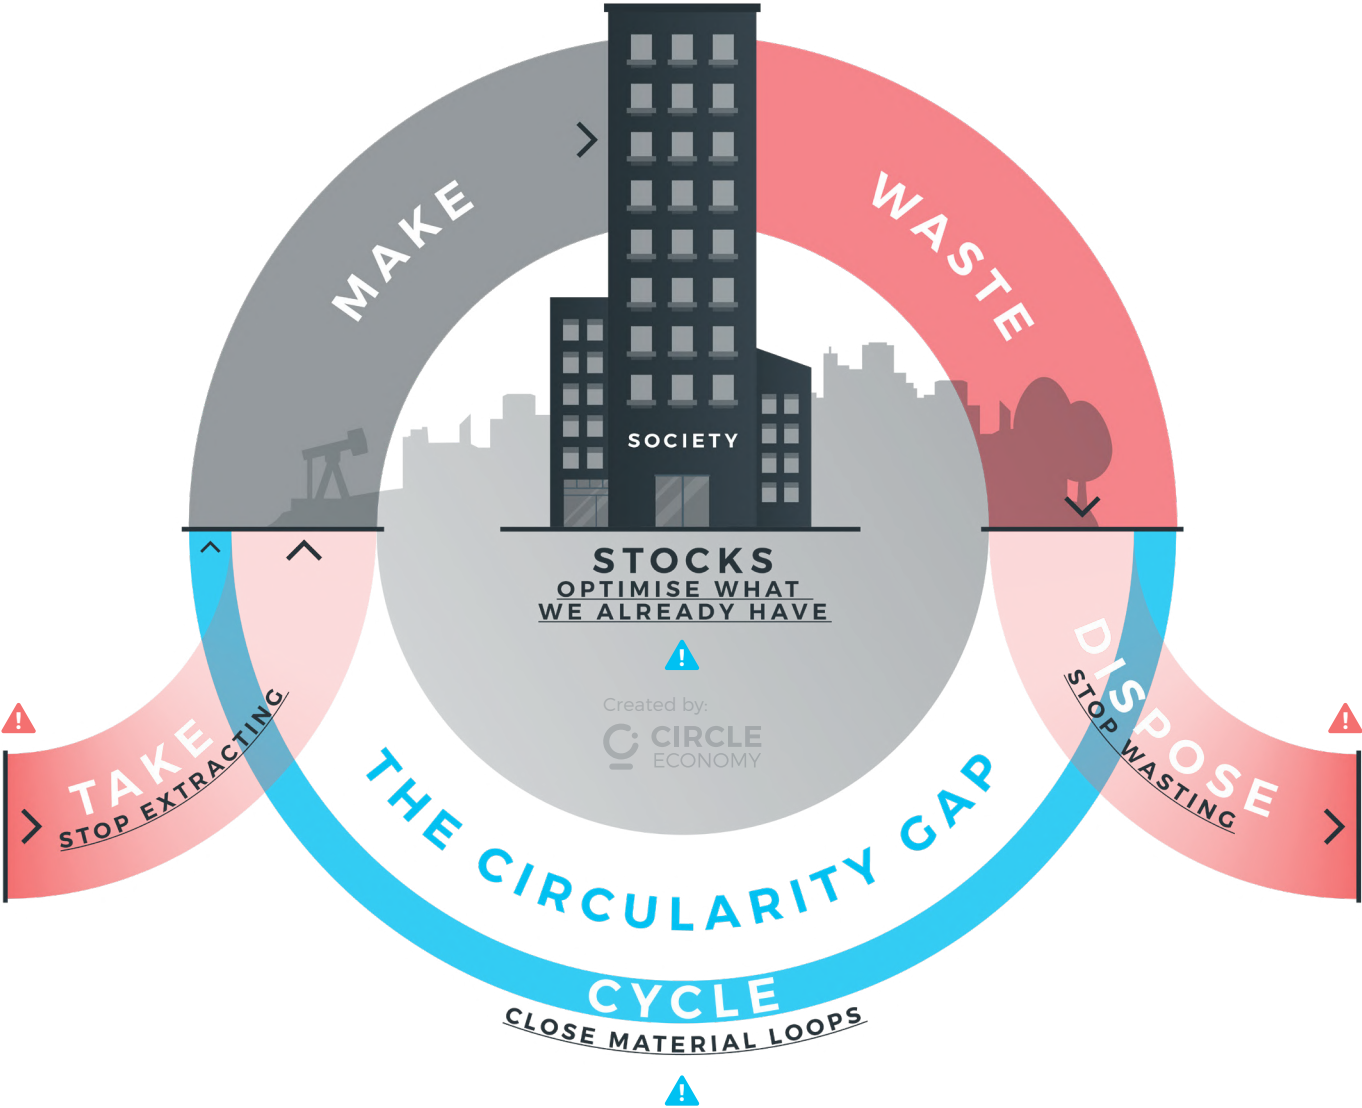 MAKE
WASTE
SOCIETY
STOCKS
OPTIMISE WHAT
WE ALREADY HAVE
!
Created by:
CIRCLE
ECONOMY
!
TAKE
STOP EXTRACTING
!
DISPOSE
STOP WASTING
THE CIRCULARITY GAP
CYCLE
CLOSE MATERIAL LOOPS
!